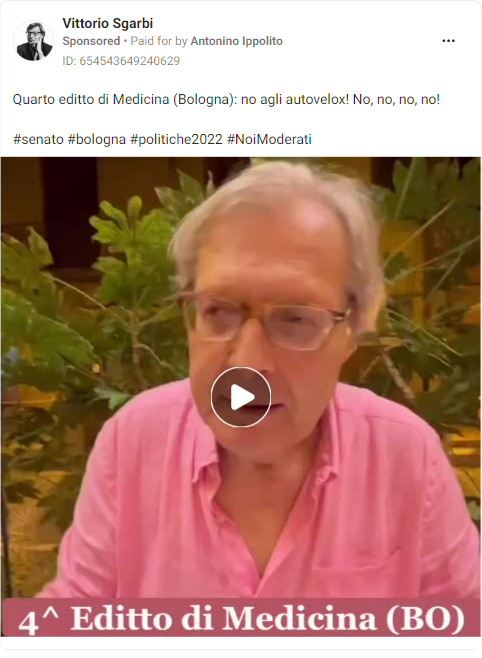 Vittorio Sgarbi
Sponsored • Paid for by Antonino Ippolito
ID: 654543649240629
Quarto editto di Medicina (Bologna): no agli autovelox! No, no, no, no!
#senato #bologna #politiche2022 #NoiModerati
4^ Editto di Medicina (BO)